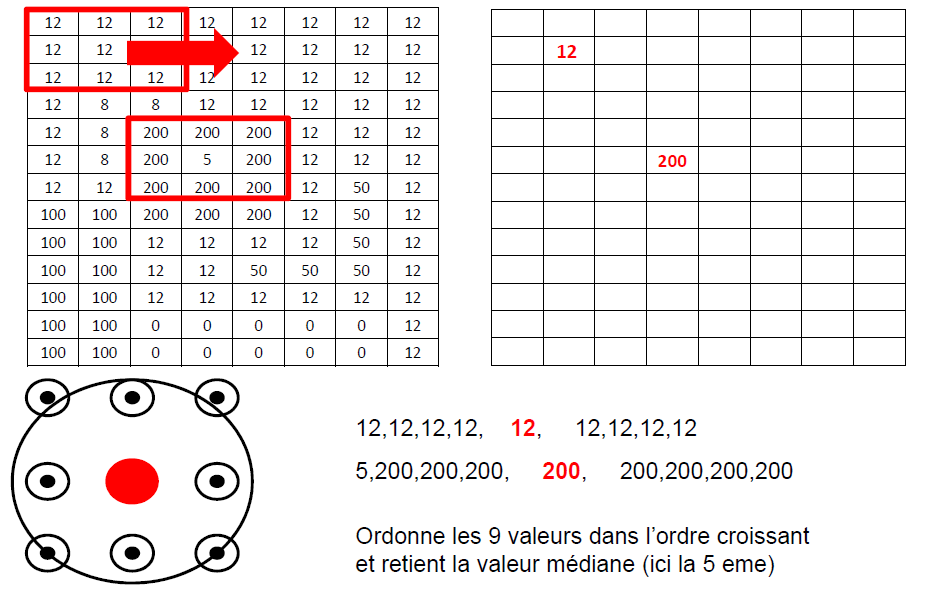 12 12 12 12 12 12 12 12
12 12 12 12 12 12
12 12 12 12 12 12 12 12
12 8 8 12 12 12 12 12
12 8 200 200 200 12 12 12
12 8 200 5 200 12 12 12
12 12 200 200 200 12 50 12
100 100 200 200 200 12 50 12
100 100 12 12 12 12 50 12
100 100 12 12 50 50 50 12
100 100 12 12 12 12 12 12
100 100 0 0 0 0 0 12
100 100 0 0 0 0 0 12
12
200
12,12,12,12, 12, 12,12,12,12
5,200,200,200, 200, 200,200,200,200
Ordonne les 9 valeurs dans l’ordre croissant
et retient la valeur médiane (ici la 5 eme)